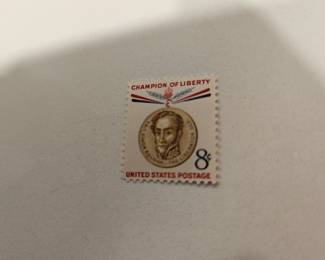 CHAMPION OF LIBERTY
8¢
UNITED STATES POSTAGE